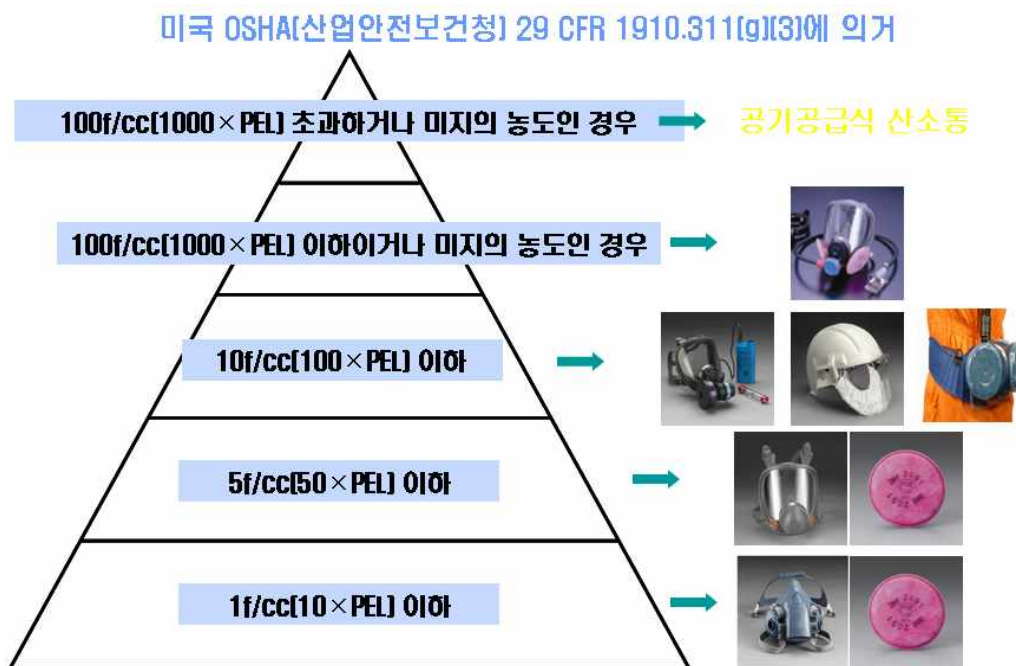 미국 OSHA(산업안전보건청) 29 CFR 1910.311(g)(3)에 의거
100f/cc(1000×PEL) 초과하거나 미지의 농도인 경우
공기공급식 산소통
100f/cc(1000×PEL) 이하이거나 미지의 농도인 경우
10f/cc(100×PEL) 이하
5f/cc(50×PEL) 이하
1f/cc(10×PEL) 이하